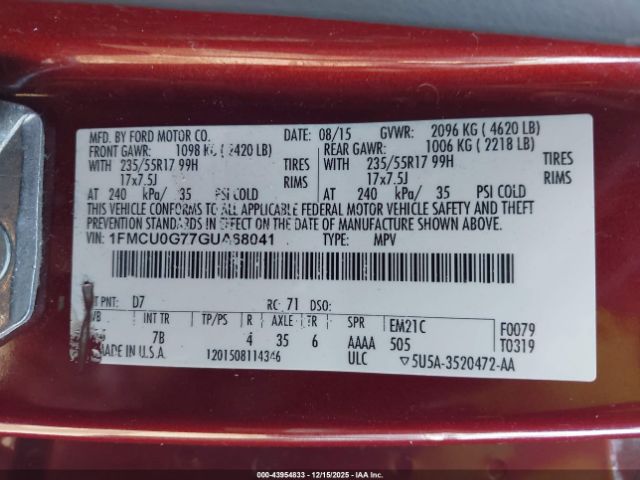 MFD. BY FORD MOTOR CO. DATE: 08/15 GVWR: 2096 KG ( 4620 LB)
FRONT GAWR: 1098 KG (2420 LB) REAR GAWR: 1006 KG ( 2218 LB)
WITH 235/55R17 99H TIRES WITH 235/55R17 99H TIRES
17x7.5J RIMS 17x7.5J RIMS
AT 240 kPa/ 35 PSI COLD AT 240 kPa/ 35 PSI COLD
THIS VEHICLE CONFORMS TO ALL APPLICABLE FEDERAL MOTOR VEHICLE SAFETY AND THEFT
PREVENTION STANDARDS IN EFFECT ON THE DATE OF MANUFACTURE SHOWN ABOVE.
VIN: 1FMCU0G77GUA68041 TYPE: MPV
PNT: D7 RC: 71 DSO:
WB INT TR TP/PS R AXLE TR SPR EM21C F0079
7B 4 35 6 AAAA 505 T0319
MADE IN U.S.A. 1201508114346 ULC ▽5U5A-3520472-AA
© 000-43954833 - 12/15/2025 - IAAI.COM